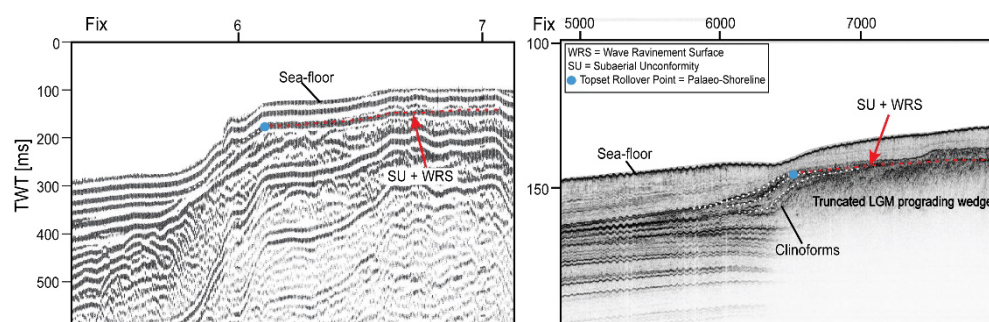 Fix
6
7
0
100
200
300
400
500
TWT [ms]
Sea-floor
SU + WRS
Fix
5000
6000
7000
100
150
WRS = Wave Ravinement Surface
SU = Subaerial Unconformity
Topset Rollover Point = Palaeo-Shoreline
SU + WRS
Sea-floor
Truncated LGM prograding wedge
Clinoforms